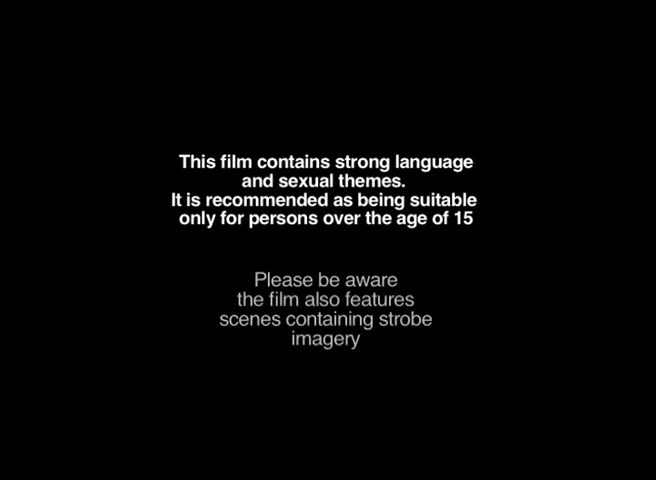 This film contains strong language
and sexual themes.
It is recommended as being suitable
only for persons over the age of 15
Please be aware
the film also features
scenes containing strobe
imagery